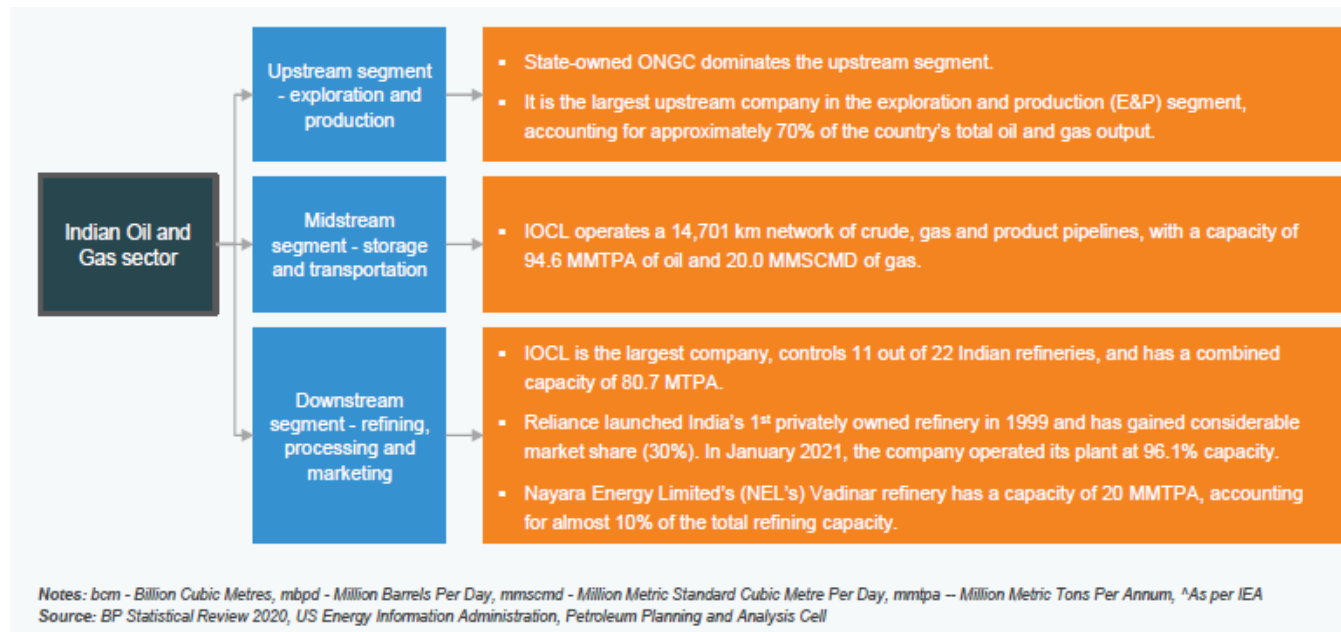 Indian Oil and
Gas sector
Upstream segment
- exploration and
production
▪ State-owned ONGC dominates the upstream segment.
▪ It is the largest upstream company in the exploration and production (E&P) segment,
accounting for approximately 70% of the country's total oil and gas output.
Midstream
segment - storage
and transportation
▪ IOCL operates a 14,701 km network of crude, gas and product pipelines, with a capacity of
94.6 MMTPA of oil and 20.0 MMSCMD of gas.
Downstream
segment - refining,
processing and
marketing
▪ IOCL is the largest company, controls 11 out of 22 Indian refineries, and has a combined
capacity of 80.7 MTPA.
▪ Reliance launched India's 1st privately owned refinery in 1999 and has gained considerable
market share (30%). In January 2021, the company operated its plant at 96.1% capacity.
▪ Nayara Energy Limited's (NEL's) Vadinar refinery has a capacity of 20 MMTPA, accounting
for almost 10% of the total refining capacity.
Notes: bcm - Billion Cubic Metres, mbpd - Million Barrels Per Day, mmscmd - Million Metric Standard Cubic Metre Per Day, mmtpa – Million Metric Tons Per Annum, ^As per IEA
Source: BP Statistical Review 2020, US Energy Information Administration, Petroleum Planning and Analysis Cell